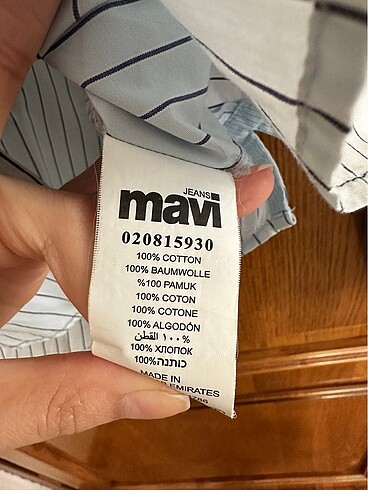 JEANS
mavi
020815930
100% COTTON
100% BAUMWOLLE
%100 PAMUK
100% COTON
100% COTONE
100% ALGODÓN
١٠٠% القطن
100% ХЛОПОК
100% כותנה
MADE IN
EMIRATES